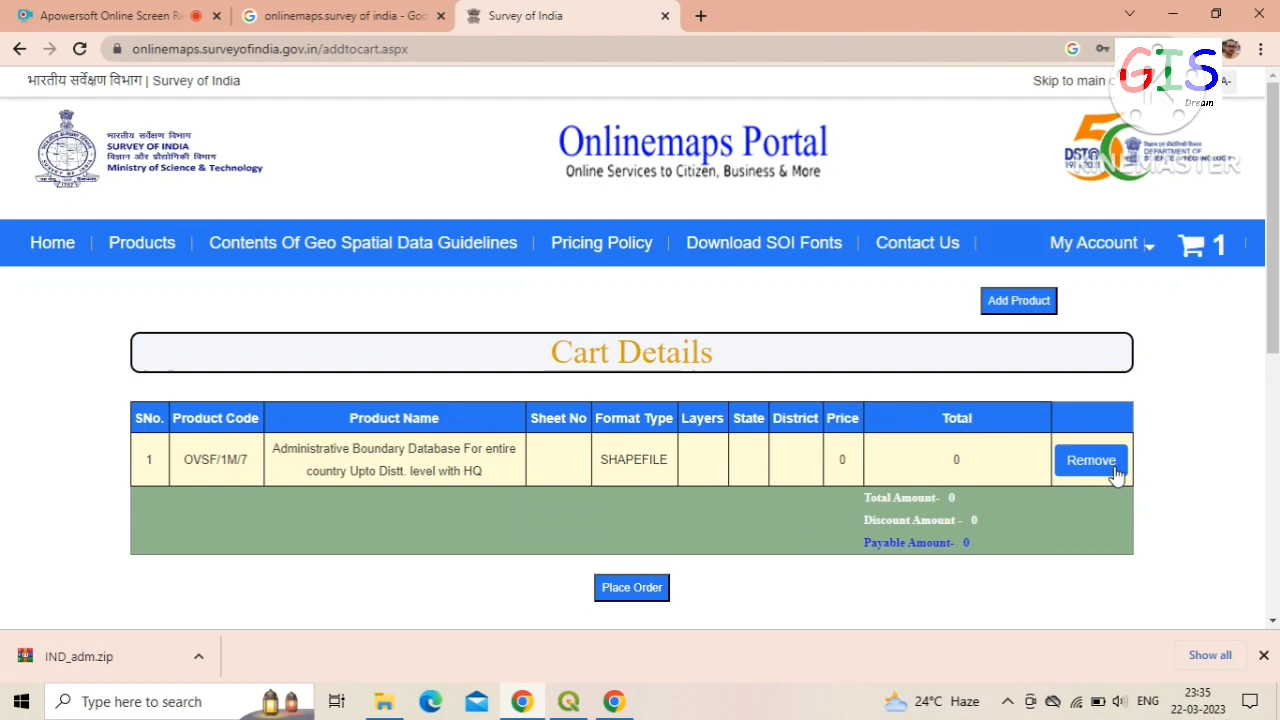 Apowersoft Online Screen Re
onlinemaps.survey of india - Goo
Survey of India
onlinemaps.surveyofindia.gov.in/addtocart.aspx
भारतीय सर्वेक्षण विभाग | Survey of India
Skip to main c
A-
GIS
Dream
भारतीय सर्वेक्षण विभाग
SURVEY OF INDIA
विज्ञान और प्रौद्योगिकी विभाग
Ministry of Science & Technology
Onlinemaps Portal
Online Services to Citizen, Business & More
DST
DEPARTMENT OF
KINEMASTER
Home
Products
Contents Of Geo Spatial Data Guidelines
Pricing Policy
Download SOI Fonts
Contact Us
My Account
1
Add Product
Cart Details
SNo. Product Code Product Name Sheet No Format Type Layers State District Price Total
1 OVSF/1M/7 Administrative Boundary Database For entire country Upto Distt. level with HQ SHAPEFILE 0 0 Remove
Total Amount- 0
Discount Amount - 0
Payable Amount- 0
Place Order
IND_adm.zip
Show all
Type here to search
24°C Haze
ENG
23:35
22-03-2023